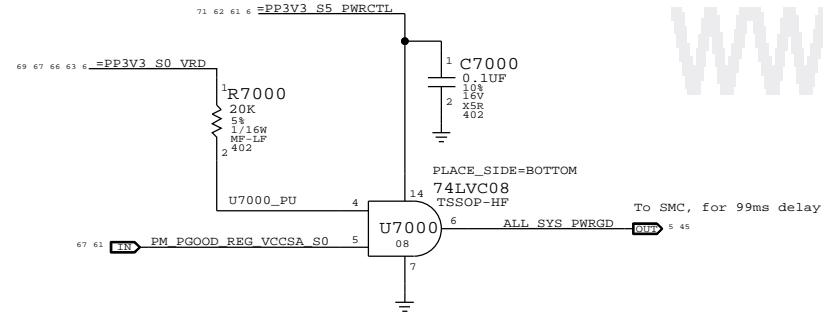 71 62 61 6 =PP3V3_S5_PWRCTL
69 67 66 63 6 =PP3V3_S0_VRD
1
R7000
20K
5%
1/16W
MF-LF
402
2
1 C7000
0.1UF
10%
16V
X5R
402
2
PLACE_SIDE=BOTTOM
14 74LVC08
TSSOP-HF
U7000_PU 4
U7000
08
6 ALL_SYS_PWRGD
To SMC, for 99ms delay
OUT 5 45
67 61 IN PM_PGOOD_REG_VCCSA_S0 5
7
WWW